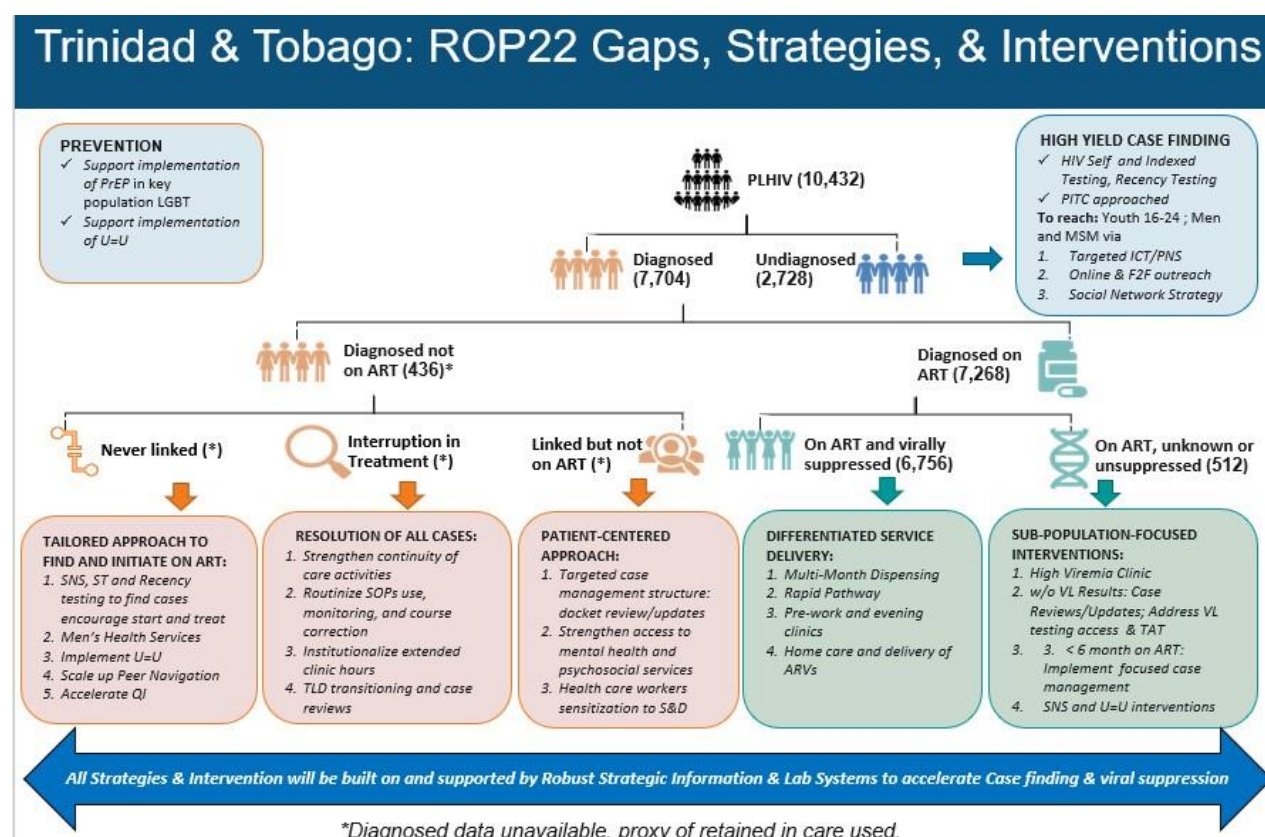 Trinidad & Tobago: ROP22 Gaps, Strategies, & Interventions
PREVENTION
✓ Support implementation
of PrEP in key
population LGBT
✓ Support implementation
of U=U
PLHIV (10,432)
HIGH YIELD CASE FINDING
✓ HIV Self and Indexed
Testing, Recency Testing
✓ PITC approached
To reach: Youth 16-24 ; Men
and MSM via
1. Targeted ICT/PNS
2. Online & F2F outreach
3. Social Network Strategy
Diagnosed
(7,704)
Undiagnosed
(2,728)
Diagnosed not
on ART (436)*
Diagnosed on
ART (7,268)
Never linked (*)
Interruption in
Treatment (*)
Linked but not
on ART (*)
On ART and virally
suppressed (6,756)
On ART, unknown or
unsuppressed (512)
TAILORED APPROACH TO
FIND AND INITIATE ON ART:
1. SNS, ST and Recency
testing to find cases
encourage start and treat
2. Men's Health Services
3. Implement U=U
4. Scale up Peer Navigation
5. Accelerate QI
RESOLUTION OF ALL CASES:
1. Strengthen continuity of
care activities
2. Routinize SOPs use,
monitoring, and course
correction
3. Institutionalize extended
clinic hours
4. TLD transitioning and case
reviews
PATIENT-CENTERED
APPROACH:
1. Targeted case
management structure:
docket review/updates
2. Strengthen access to
mental health and
psychosocial services
3. Health care workers
sensitization to S&D
DIFFERENTIATED SERVICE
DELIVERY:
1. Multi-Month Dispensing
2. Rapid Pathway
3. Pre-work and evening
clinics
4. Home care and delivery of
ARVs
SUB-POPULATION-FOCUSED
INTERVENTIONS:
1. High Viremia Clinic
2. w/o VL Results: Case
Reviews/Updates; Address VL
testing access & TAT
3. 3. < 6 month on ART:
Implement focused case
management
4. SNS and U=U interventions
All Strategies & Intervention will be built on and supported by Robust Strategic Information & Lab Systems to accelerate Case finding & viral suppression
*Diagnosed data unavailable, proxy of retained in care used.